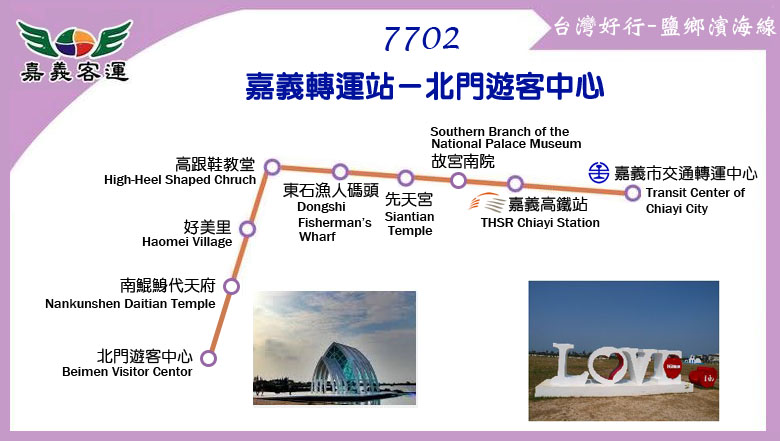 台灣好行-鹽鄉濱海線
嘉義客運
7702
嘉義轉運站－北門遊客中心
Southern Branch of the
National Palace Museum
故宮南院
嘉義市交通轉運中心
Transit Center of
Chiayi City
嘉義高鐵站
THSR Chiayi Station
先天宮
Siantian
Temple
東石漁人碼頭
Dongshi
Fisherman's
Wharf
高跟鞋教堂
High-Heel Shaped Chruch
好美里
Haomei Village
南鯤鯓代天府
Nankunshen Daitian Temple
北門遊客中心
Beimen Visitor Centor
LOVE